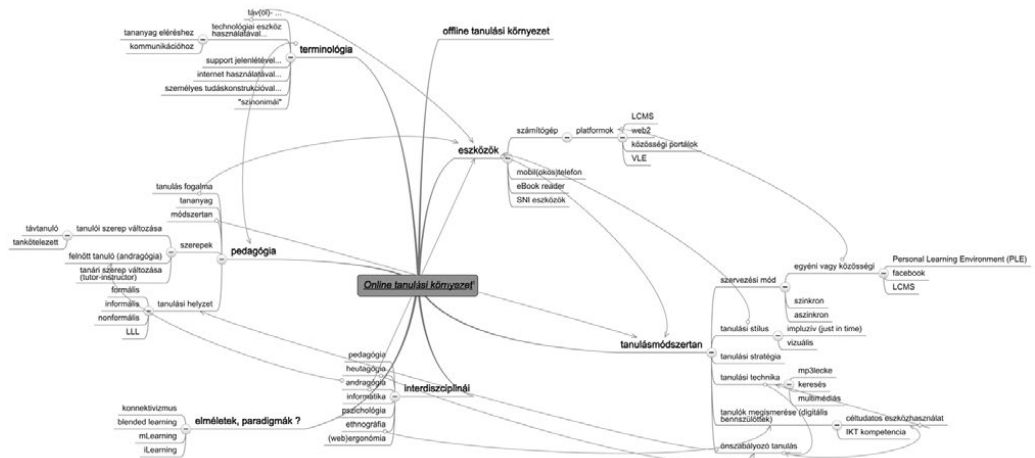 offline tanulási környezet
táv(ol)- ...
technológiai eszköz
használatával...
tananyag eléréshez
kommunikációhoz
support jelenlétével...
internet használatával...
személyes tudáskonstrukcióval...
"szinonimái"
terminológia
eszközök
számítógép
platformok
LCMS
web2
közösségi portálok
VLE
mobil(okos)telefon
eBook reader
SNI eszközök
tanulás fogalma
tananyag
módszertan
szerepek
tanulói szerep változása
távtanuló
tankötelezett
felnőtt tanuló (andragógia)
tanári szerep változása
(tutor-instructor)
tanulási helyzet
formális
informális
nonformális
LLL
pedagógia
Online tanulási környezet
tanulásmódszertan
szervezési mód
egyéni vagy közösségi
Personal Learning Environment (PLE)
facebook
LCMS
szinkron
aszinkron
tanulási stílus
impluzív (just in time)
vizuális
tanulási stratégia
tanulási technika
mp3lecke
keresés
multimédiás
tanulók megismerése (digitális
bennszülöttek)
céltudatos eszközhasználat
IKT kompetencia
önszabályozó tanulás
interdiszciplínái
pedagógia
heutagógia
andragógia
informatika
pszichológia
ethnográfia
(web)ergonómia
elméletek, paradigmák ?
konnektivizmus
blended learning
mLearning
iLearning